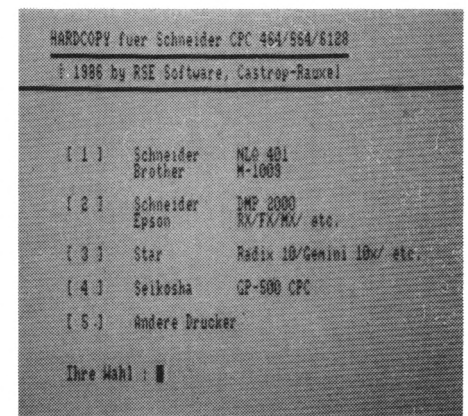 HARDCOPY fuer Schneider CPC 464/664/6128
© 1986 by RSE Software, Castrop-Rauxel
[ 1 ] Schneider NLQ 401
Brother M-1009
[ 2 ] Schneider DMP 2000
Epson RX/FX/MX/ etc.
[ 3 ] Star Radix 10/Gemini 10x/ etc.
[ 4 ] Seikosha GP-500 CPC
[ 5 ] Andere Drucker
Ihre Wahl :